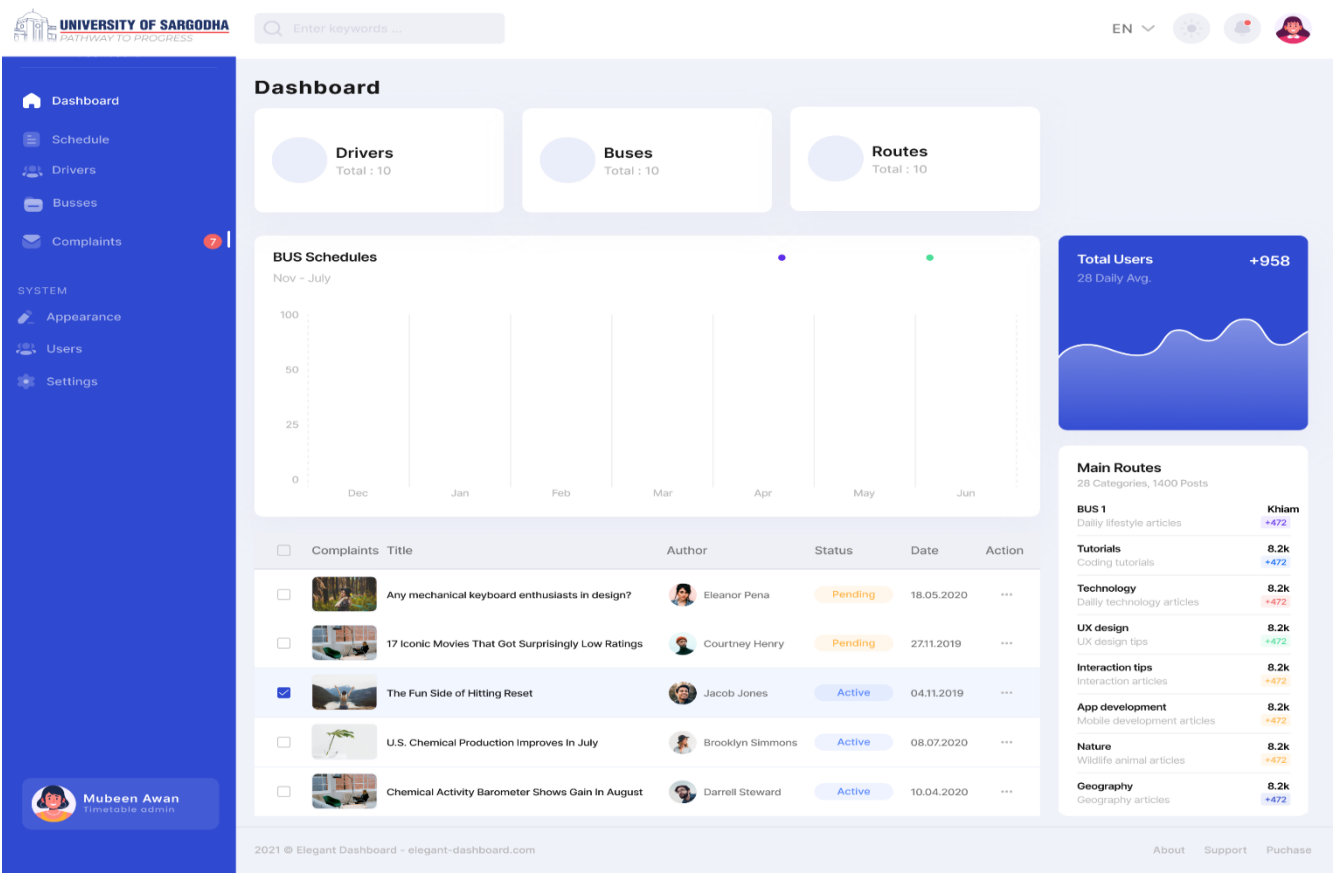 UNIVERSITY OF SARGODHA
PATHWAY TO PROGRESS
Enter keywords ...
EN
Dashboard
Schedule
Drivers
Busses
Complaints 7
SYSTEM
Appearance
Users
Settings
Mubeen Awan
Timetable admin
Dashboard
Drivers
Total : 10
Buses
Total : 10
Routes
Total : 10
BUS Schedules
Nov - July
100
50
25
0
Dec Jan Feb Mar Apr May Jun
Total Users +958
28 Daily Avg.
Complaints Title Author Status Date Action
Any mechanical keyboard enthusiasts in design? Eleanor Pena Pending 18.05.2020
17 Iconic Movies That Got Surprisingly Low Ratings Courtney Henry Pending 27.11.2019
The Fun Side of Hitting Reset Jacob Jones Active 04.11.2019
U.S. Chemical Production Improves In July Brooklyn Simmons Active 08.07.2020
Chemical Activity Barometer Shows Gain In August Darrell Steward Active 10.04.2020
Main Routes
28 Categories, 1400 Posts
BUS 1 Khiam
Dailiy lifestyle articles +472
Tutorials 8.2k
Coding tutorials +472
Technology 8.2k
Dailiy technology articles +472
UX design 8.2k
UX design tips +472
Interaction tips 8.2k
Interaction articles +472
App development 8.2k
Mobile development articles +472
Nature 8.2k
Wildlife animal articles +472
Geography 8.2k
Geography articles +472
2021 © Elegant Dashboard - elegant-dashboard.com
About Support Puchase